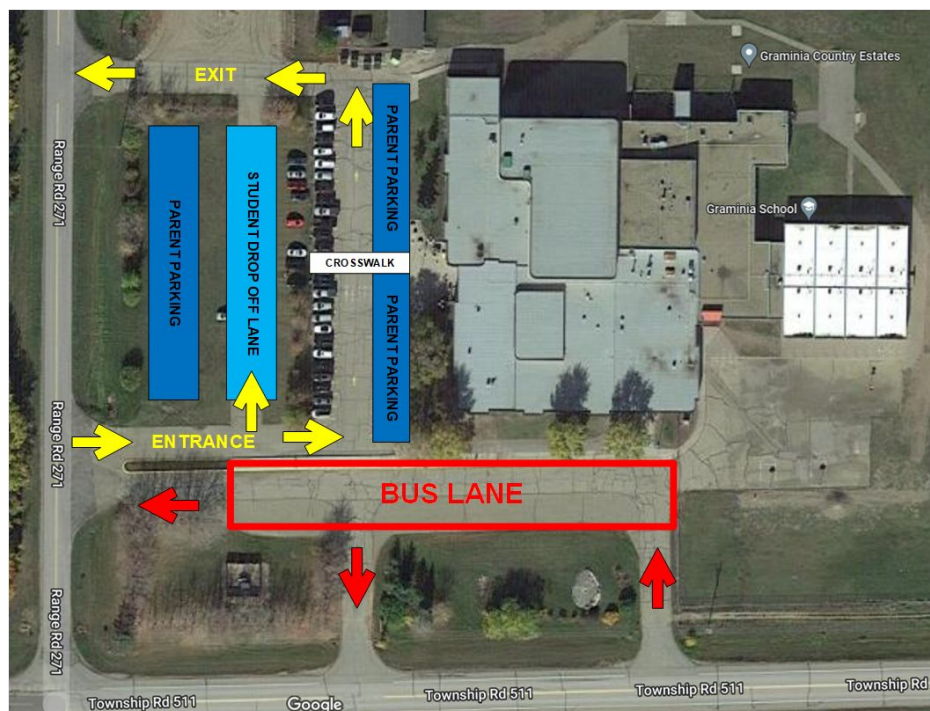 Graminia Country Estates
EXIT
Range Rd 271
PARENT PARKING
STUDENT DROP OFF LANE
PARENT PARKING
Graminia School
CROSSWALK
PARENT PARKING
Range Rd 271
ENTRANCE
BUS LANE
Range Rd 271
Township Rd 511
Google
Township Rd 511
Township Rd 511
Township Rd